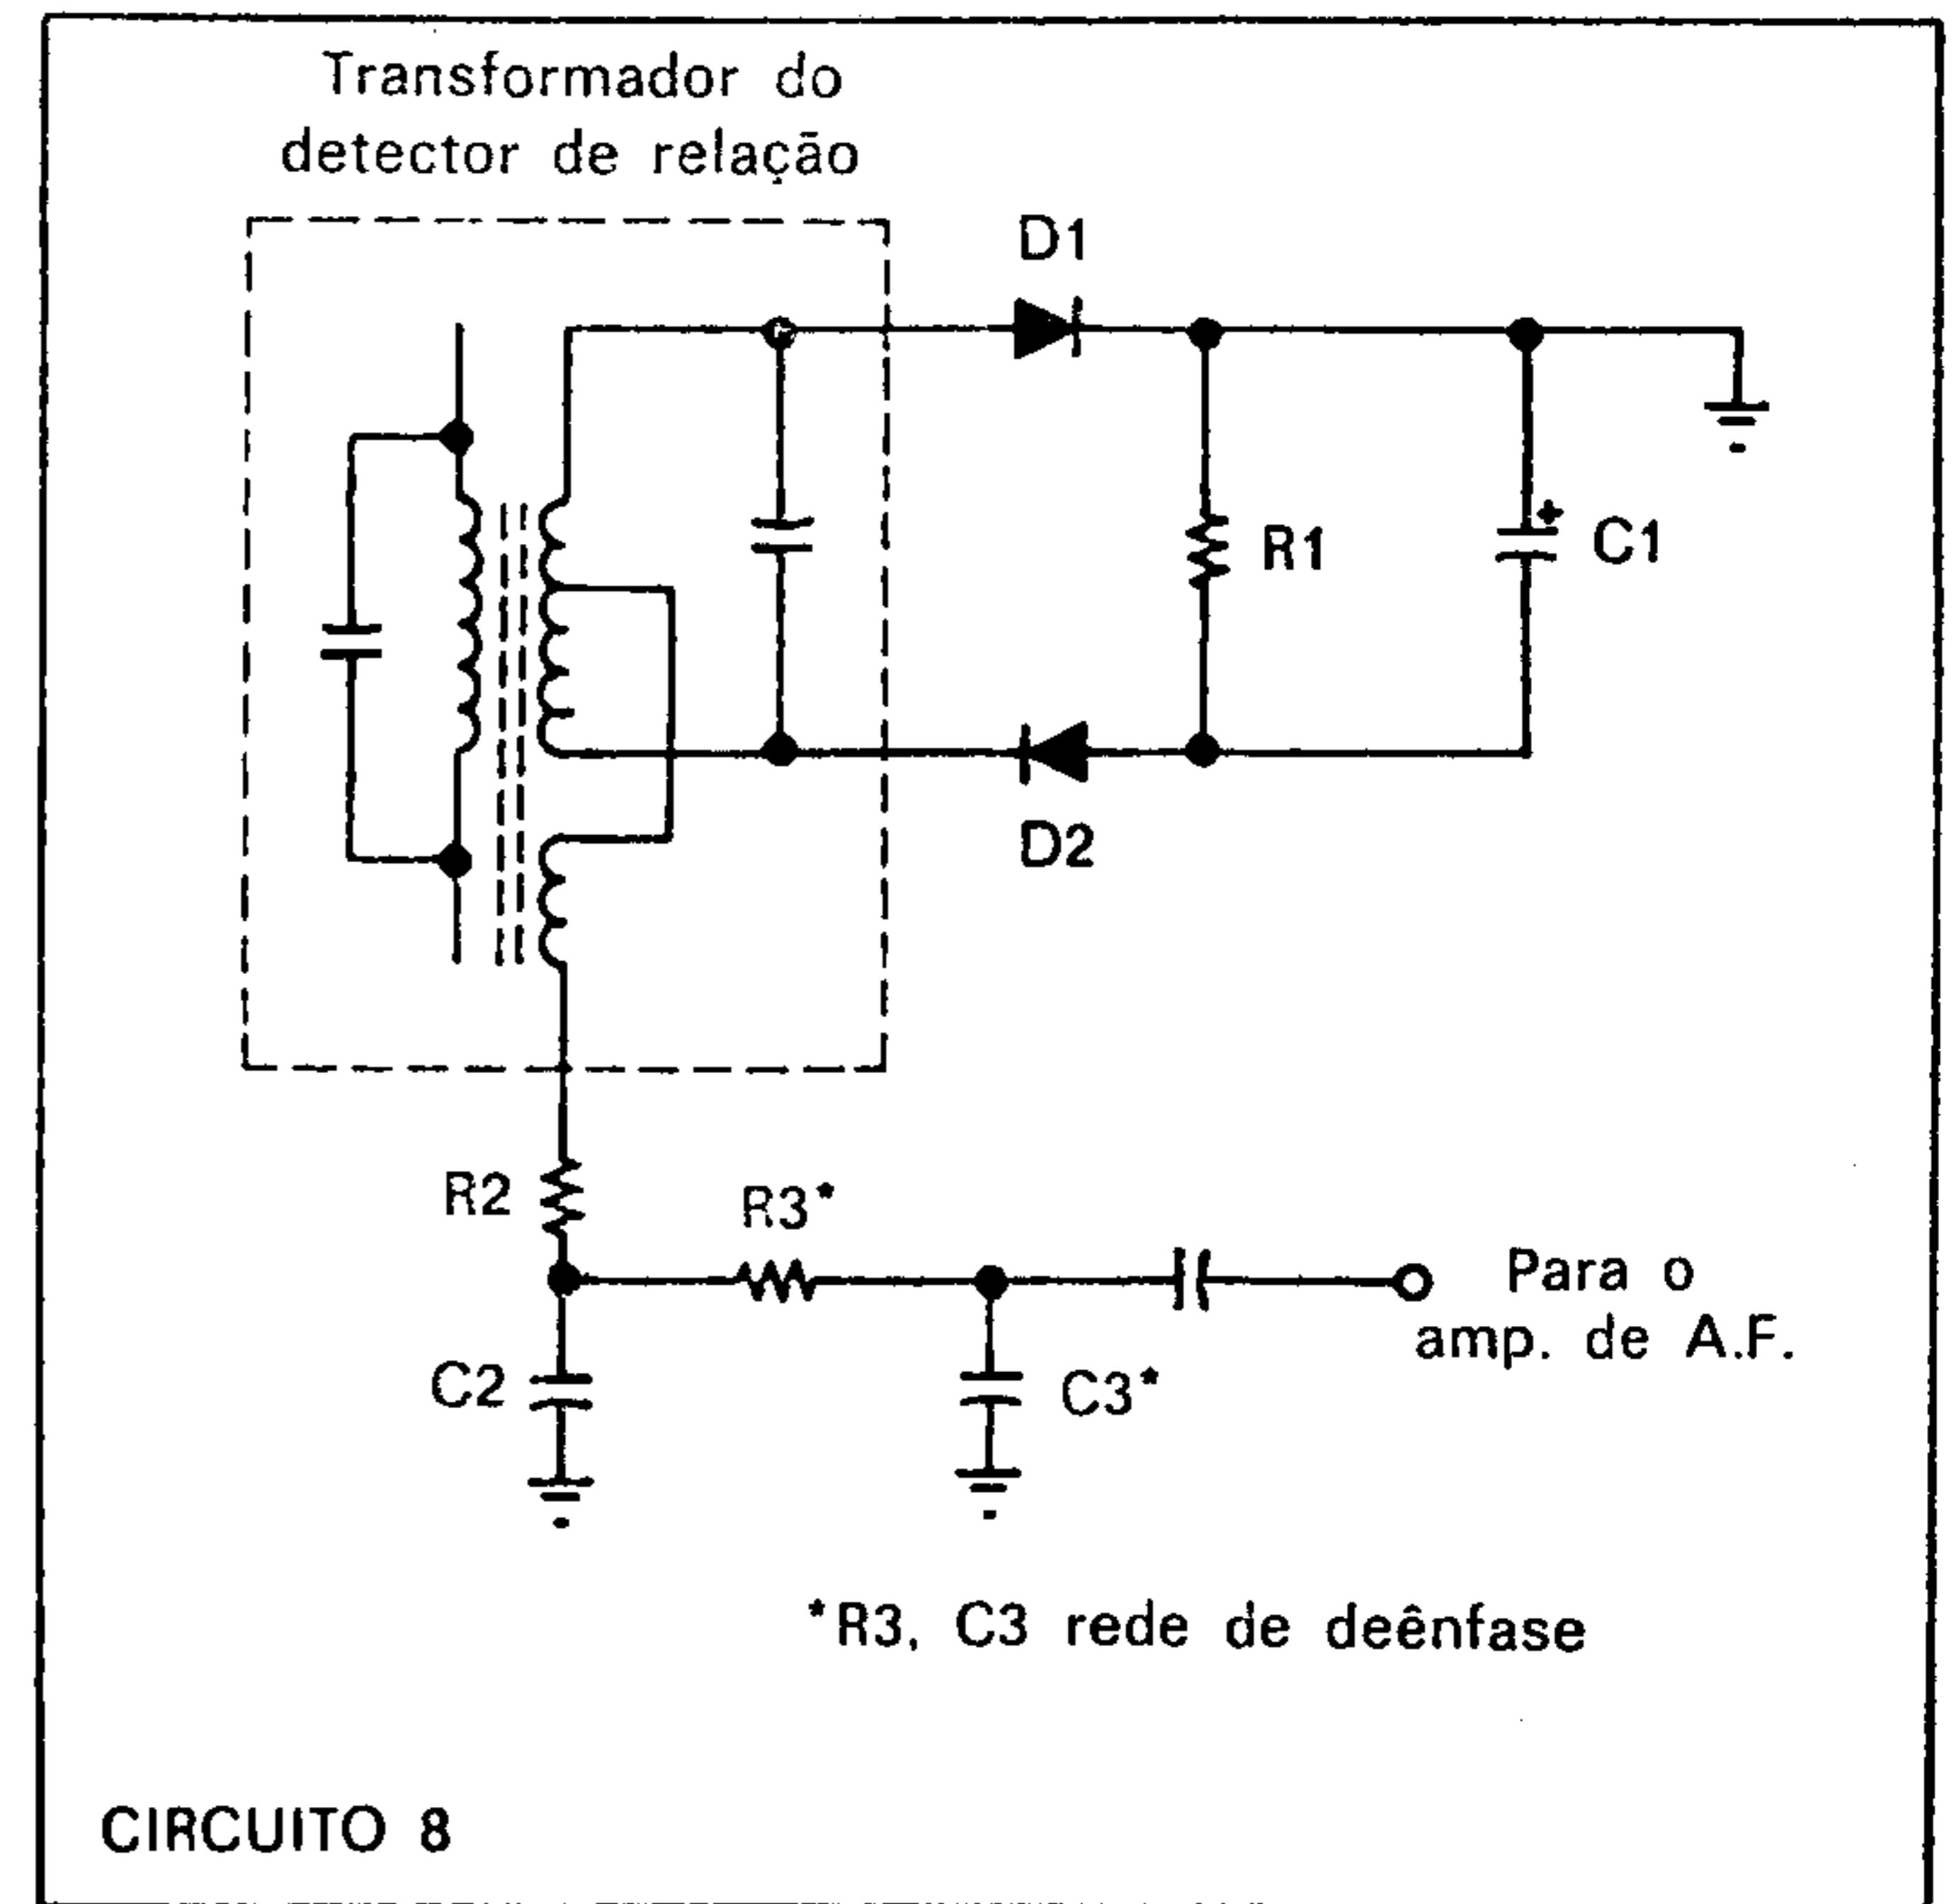 Transformador do
detector de relação
D1
R1
+
C1
D2
R2
R3*
C2
C3*
Para o
amp. de A.F.
*R3, C3 rede de deênfase
CIRCUITO 8